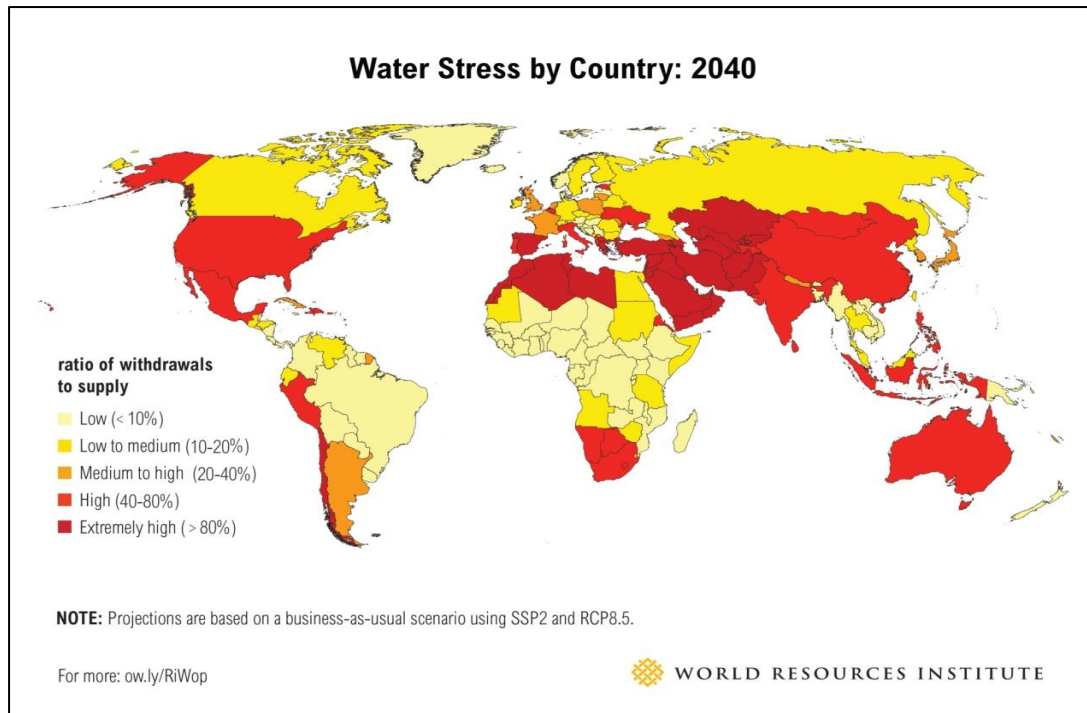 Water Stress by Country: 2040
ratio of withdrawals
to supply
Low (< 10%)
Low to medium (10-20%)
Medium to high (20-40%)
High (40-80%)
Extremely high (> 80%)
NOTE: Projections are based on a business-as-usual scenario using SSP2 and RCP8.5.
For more: ow.ly/RiWop
WORLD RESOURCES INSTITUTE